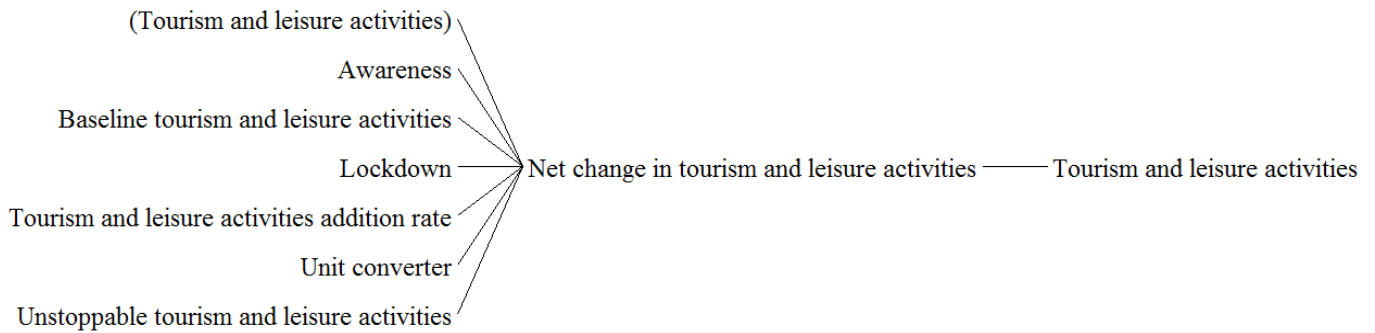 (Tourism and leisure activities)
Awareness
Baseline tourism and leisure activities
Lockdown
Net change in tourism and leisure activities
Tourism and leisure activities
Tourism and leisure activities addition rate
Unit converter
Unstoppable tourism and leisure activities